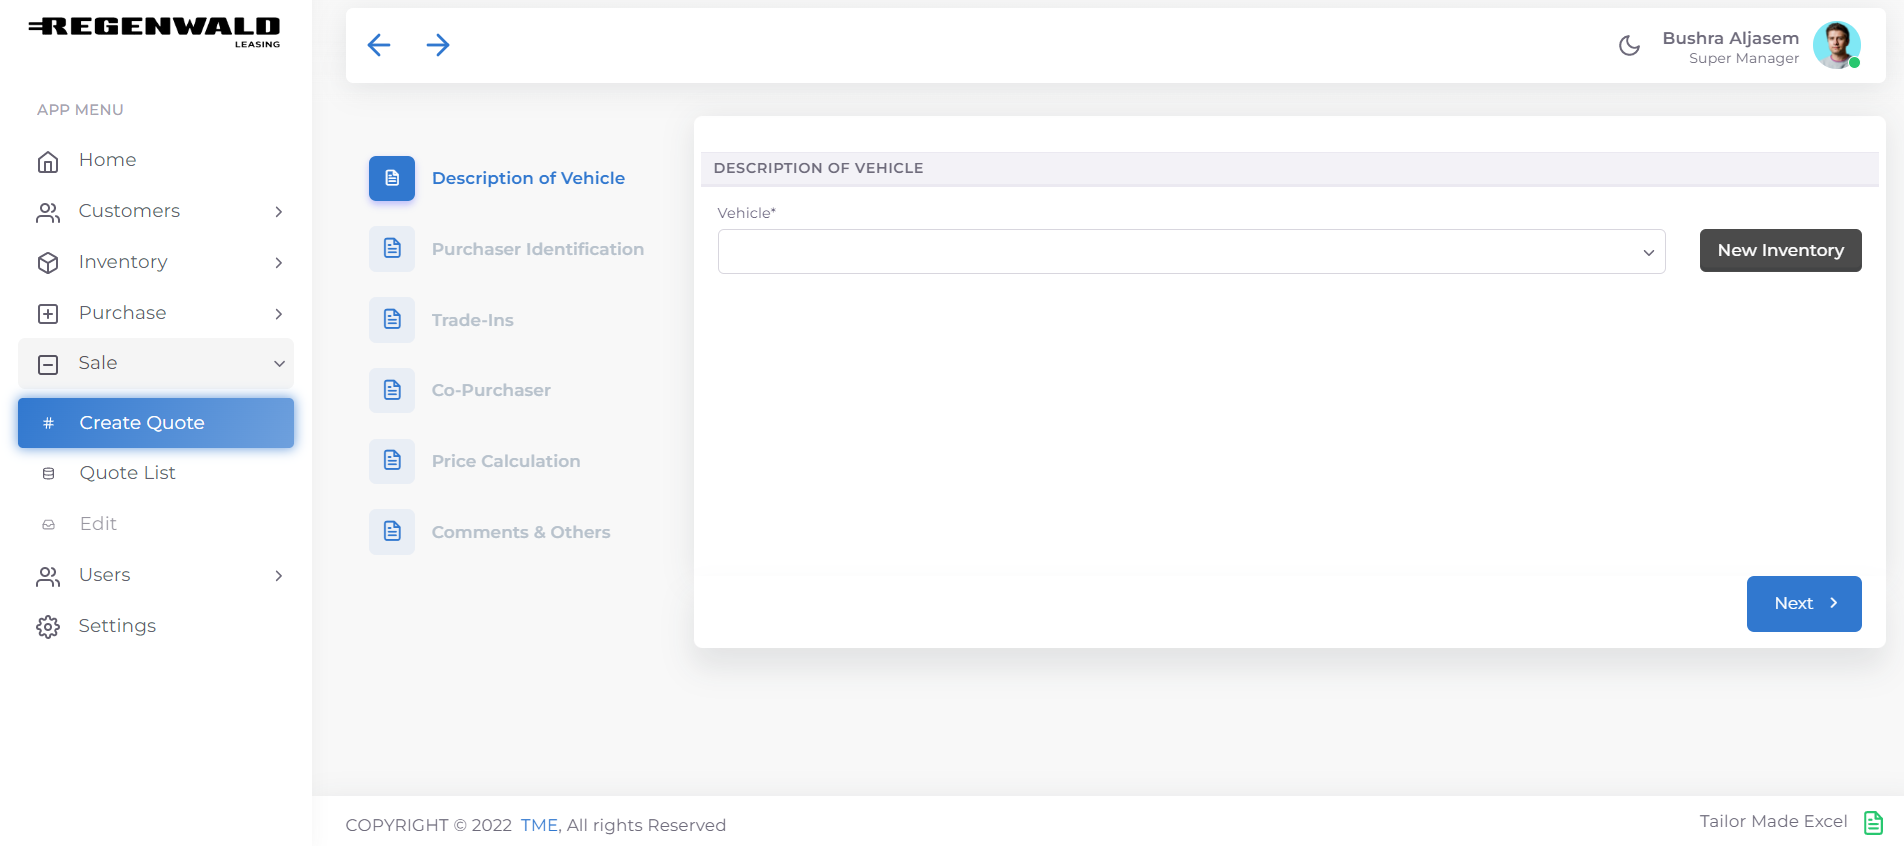 REGENWALD
LEASING
APP MENU
Home
Customers
Inventory
Purchase
Sale
Create Quote
Quote List
Edit
Users
Settings
Bushra Aljasem
Super Manager
Description of Vehicle
Purchaser Identification
Trade-Ins
Co-Purchaser
Price Calculation
Comments & Others
DESCRIPTION OF VEHICLE
Vehicle*
New Inventory
Next
COPYRIGHT © 2022 TME, All rights Reserved
Tailor Made Excel